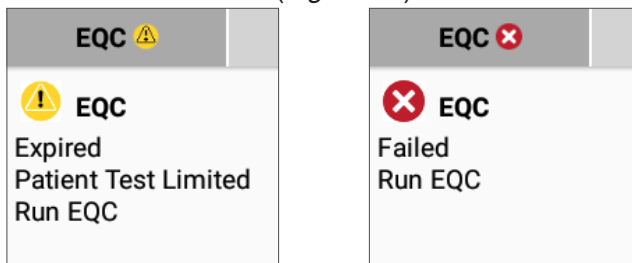 EQC
EQC
Expired
Patient Test Limited
Run EQC
EQC
EQC
Failed
Run EQC